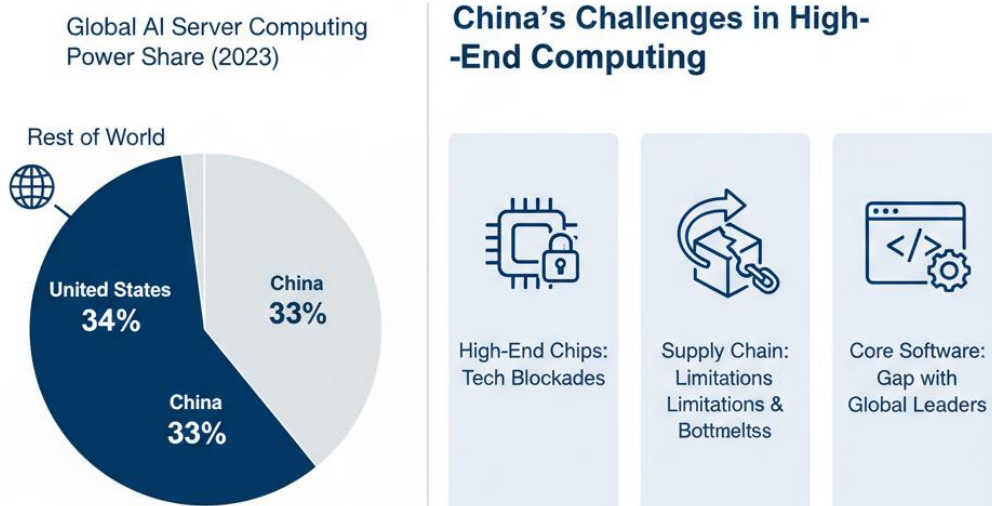 Global AI Server Computing
Power Share (2023)
Rest of World
United States
34%
China
33%
China
33%
China's Challenges in High-
-End Computing
High-End Chips:
Tech Blockades
Supply Chain:
Limitations
Limitations &
Bottmeltss
Core Software:
Gap with
Global Leaders